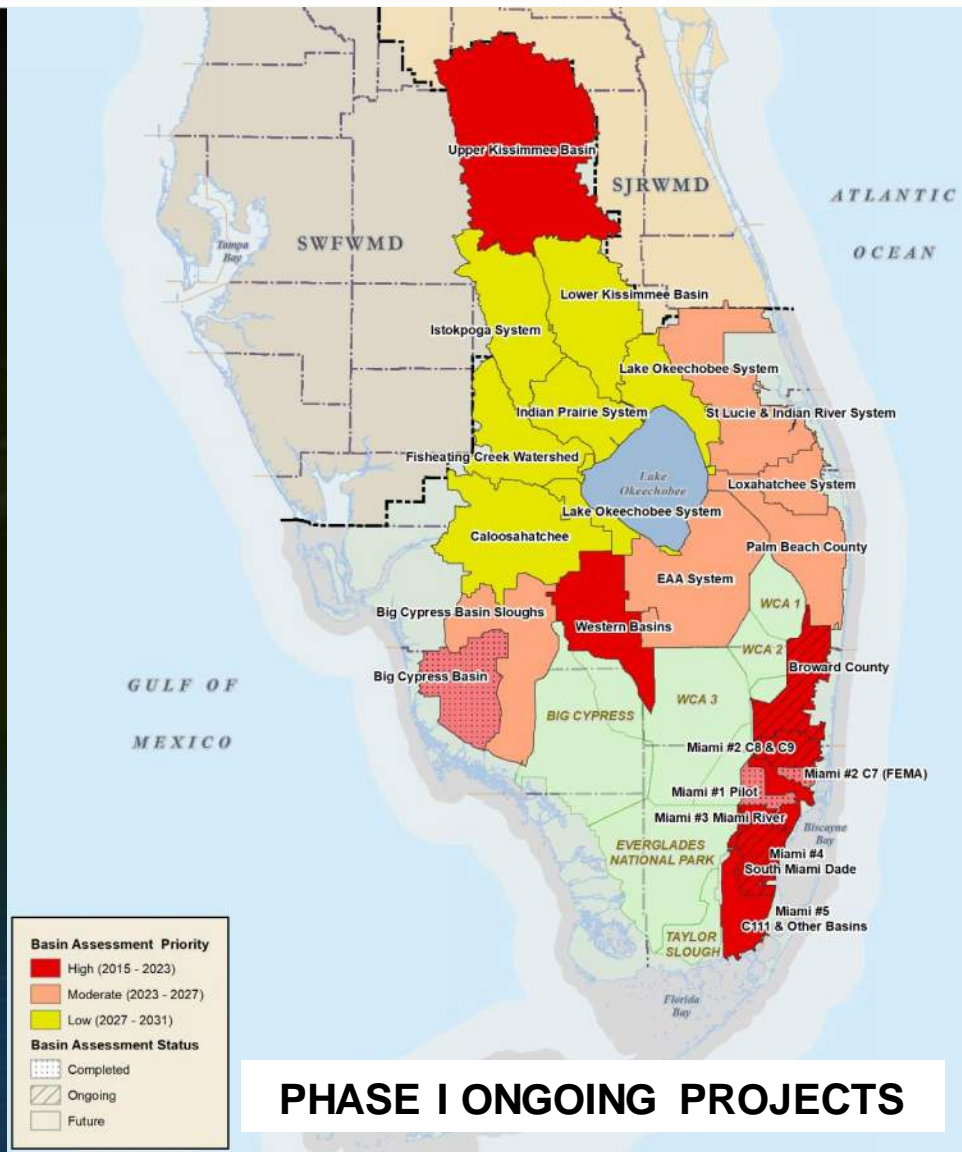 Upper Kissimmee Basin
SJRWMD
ATLANTIC
OCEAN
SWFWMD
Tampa
Bay
Lower Kissimmee Basin
Istokpoga System
Lake Okeechobee System
Indian Prairie System
St Lucie & Indian River System
Fisheating Creek Watershed
Lake
Okeechobee
Loxahatchee System
Lake Okeechobee System
Caloosahatchee
Palm Beach County
EAA System
WCA 1
Big Cypress Basin Sloughs
Western Basins
WCA 2
Broward County
Big Cypress Basin
GULF OF
MEXICO
BIG CYPRESS
WCA 3
Miami #2 C8 & C9
Miami #2 C7 (FEMA)
Miami #1 Pilot
Miami #3 Miami River
Biscayne
Bay
EVERGLADES
NATIONAL PARK
Miami #4
South Miami Dade
Miami #5
C111 & Other Basins
TAYLOR
SLOUGH
Florida
Bay
Basin Assessment Priority
High (2015 - 2023)
Moderate (2023 - 2027)
Low (2027 - 2031)
Basin Assessment Status
Completed
Ongoing
Future
PHASE I ONGOING PROJECTS